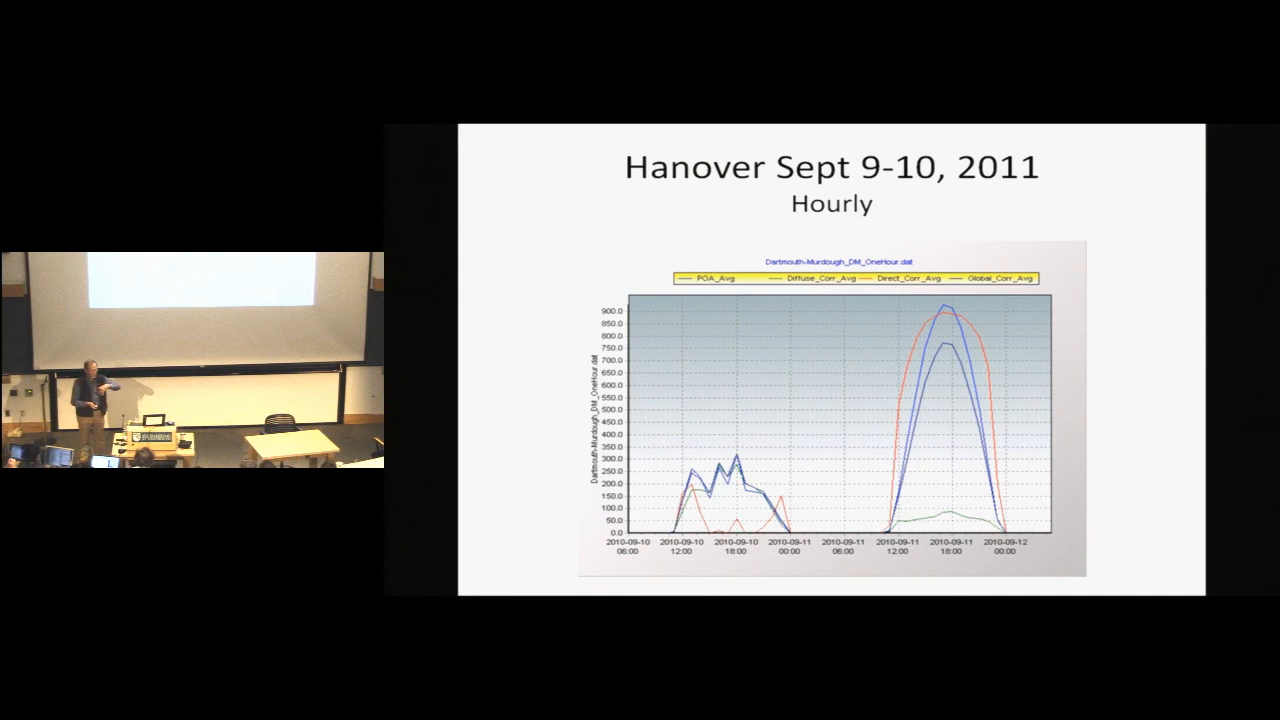 Hanover Sept 9-10, 2011
Hourly
Dartmouth-Murdough_DM_OneHour.dat
POA_Avg Diffuse_Corr_Avg Direct_Corr_Avg Global_Corr_Avg
Dartmouth-Murdough_DM_OneHour.dat
900.0
850.0
800.0
750.0
700.0
650.0
600.0
550.0
500.0
450.0
400.0
350.0
300.0
250.0
200.0
150.0
100.0
50.0
0.0
2010-09-10 2010-09-10 2010-09-10 2010-09-11 2010-09-11 2010-09-11 2010-09-11 2010-09-12
06:00 12:00 18:00 00:00 06:00 12:00 18:00 00:00